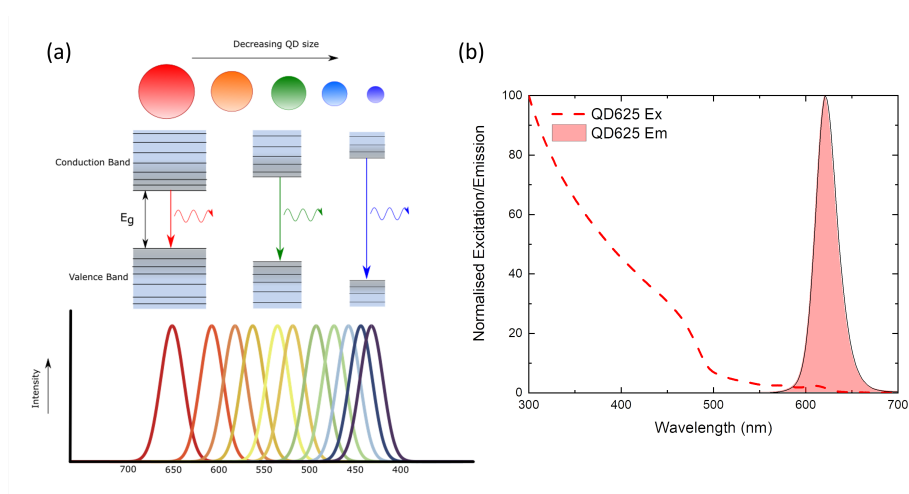 (a)
Decreasing QD size
Conduction Band
Eg
Valence Band
Intensity
700 650 600 550 500 450 400
(b)
Normalised Excitation/Emission
100
80
60
40
20
0
QD625 Ex
QD625 Em
300 400 500 600 700
Wavelength (nm)